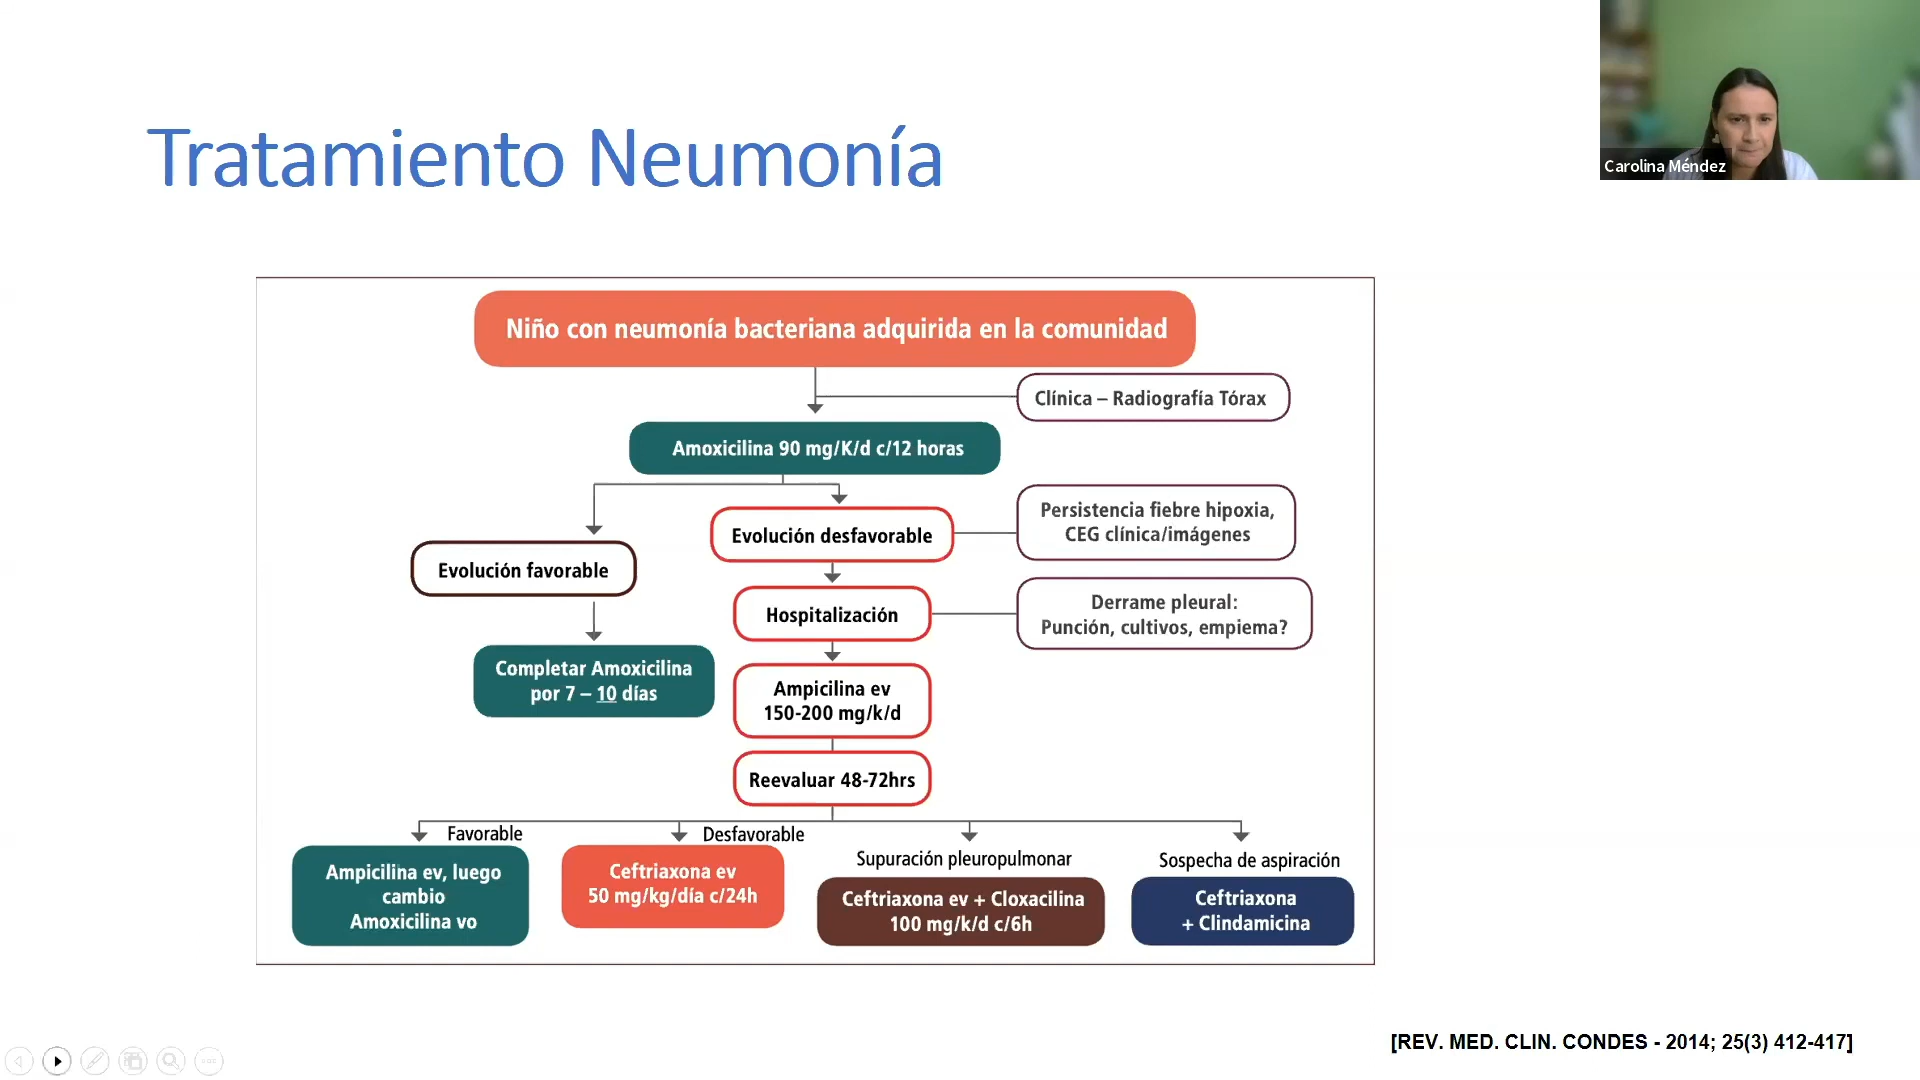 Carolina Méndez
Tratamiento Neumonía
Niño con neumonía bacteriana adquirida en la comunidad
Clínica – Radiografía Tórax
Amoxicilina 90 mg/K/d c/12 horas
Evolución favorable
Completar Amoxicilina
por 7 – 10 días
Evolución desfavorable
Persistencia fiebre hipoxia,
CEG clínica/imágenes
Hospitalización
Derrame pleural:
Punción, cultivos, empiema?
Ampicilina ev
150-200 mg/k/d
Reevaluar 48-72hrs
Favorable
Ampicilina ev, luego
cambio
Amoxicilina vo
Desfavorable
Ceftriaxona ev
50 mg/kg/día c/24h
Supuración pleuropulmonar
Ceftriaxona ev + Cloxacilina
100 mg/k/d c/6h
Sospecha de aspiración
Ceftriaxona
+ Clindamicina
[REV. MED. CLIN. CONDES - 2014; 25(3) 412-417]